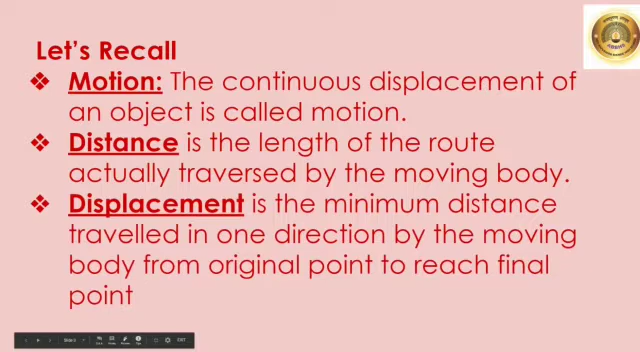 Let's Recall
❖ Motion: The continuous displacement of
an object is called motion.
❖ Distance is the length of the route
actually traversed by the moving body.
❖ Displacement is the minimum distance
travelled in one direction by the moving
body from original point to reach final
point